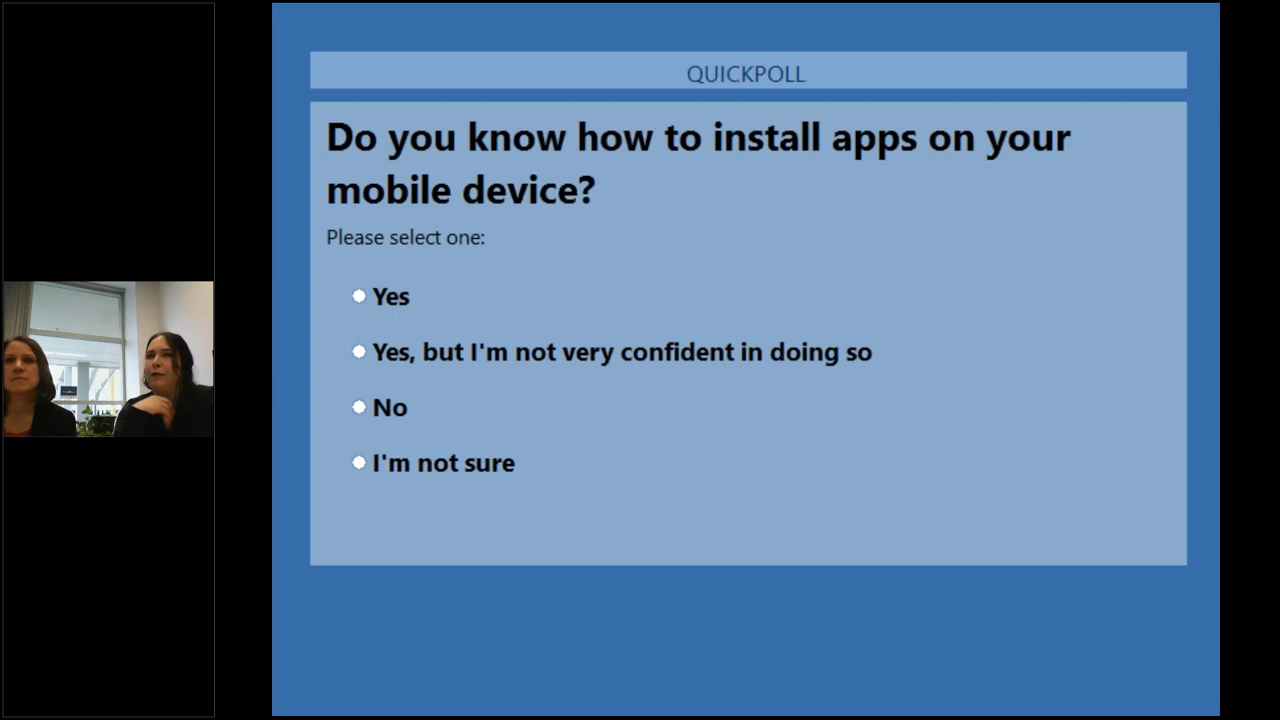 QUICKPOLL
Do you know how to install apps on your
mobile device?
Please select one:
Yes
Yes, but I'm not very confident in doing so
No
I'm not sure